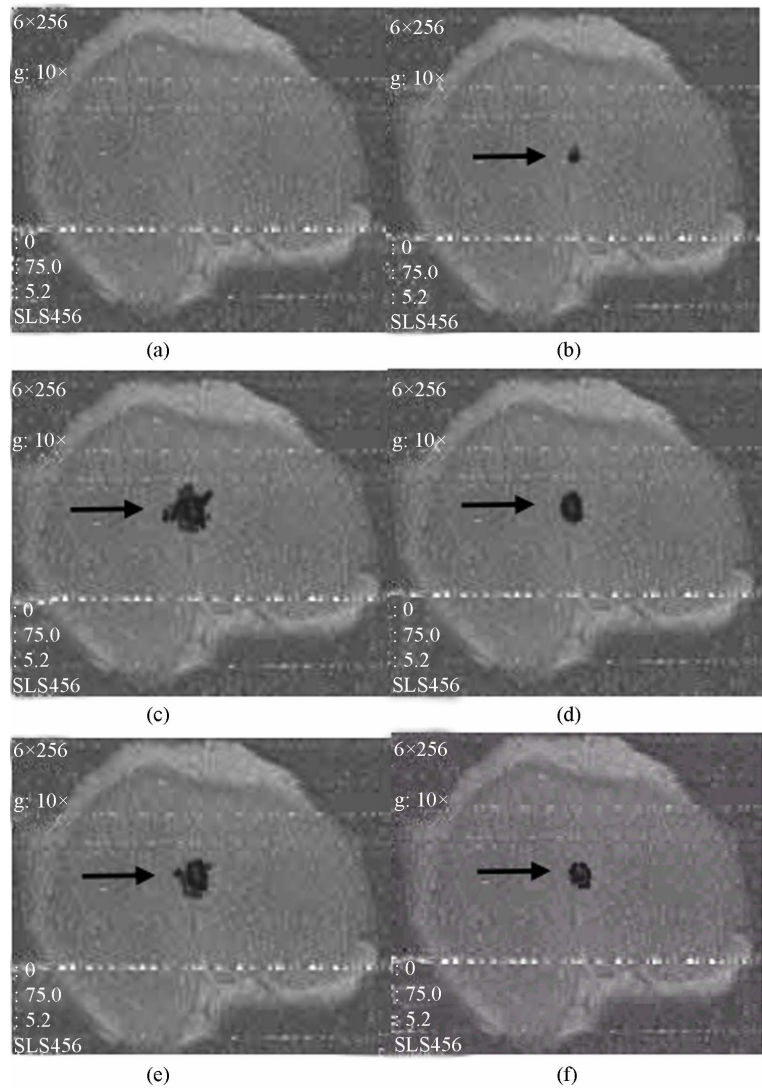 6×256
g: 10×
: 0
: 75.0
: 5.2
SLS456
(a)
6×256
g: 10×
: 0
: 75.0
: 5.2
SLS456
(b)
6×256
g: 10×
: 0
: 75.0
: 5.2
SLS456
(c)
6×256
g: 10×
: 0
: 75.0
: 5.2
SLS456
(d)
6×256
g: 10×
: 0
: 75.0
: 5.2
SLS456
(e)
6×256
g: 10×
: 0
: 75.0
: 5.2
SLS456
(f)